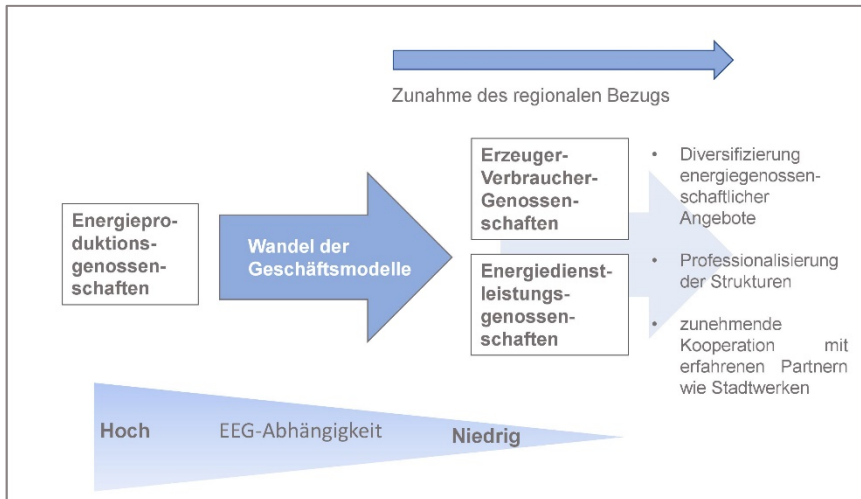 Zunahme des regionalen Bezugs
Energiepro-
duktions-
genossen-
schaften
Wandel der
Geschäftsmodelle
Erzeuger-
Verbraucher-
Genossen-
schaften
Energiedienst-
leistungs-
genossen-
schaften
• Diversifizierung
energiegenossen-
schaftlicher
Angebote
• Professionalisierung
der Strukturen
• zunehmende
Kooperation mit
erfahrenen Partnern
wie Stadtwerken
Hoch EEG-Abhängigkeit Niedrig